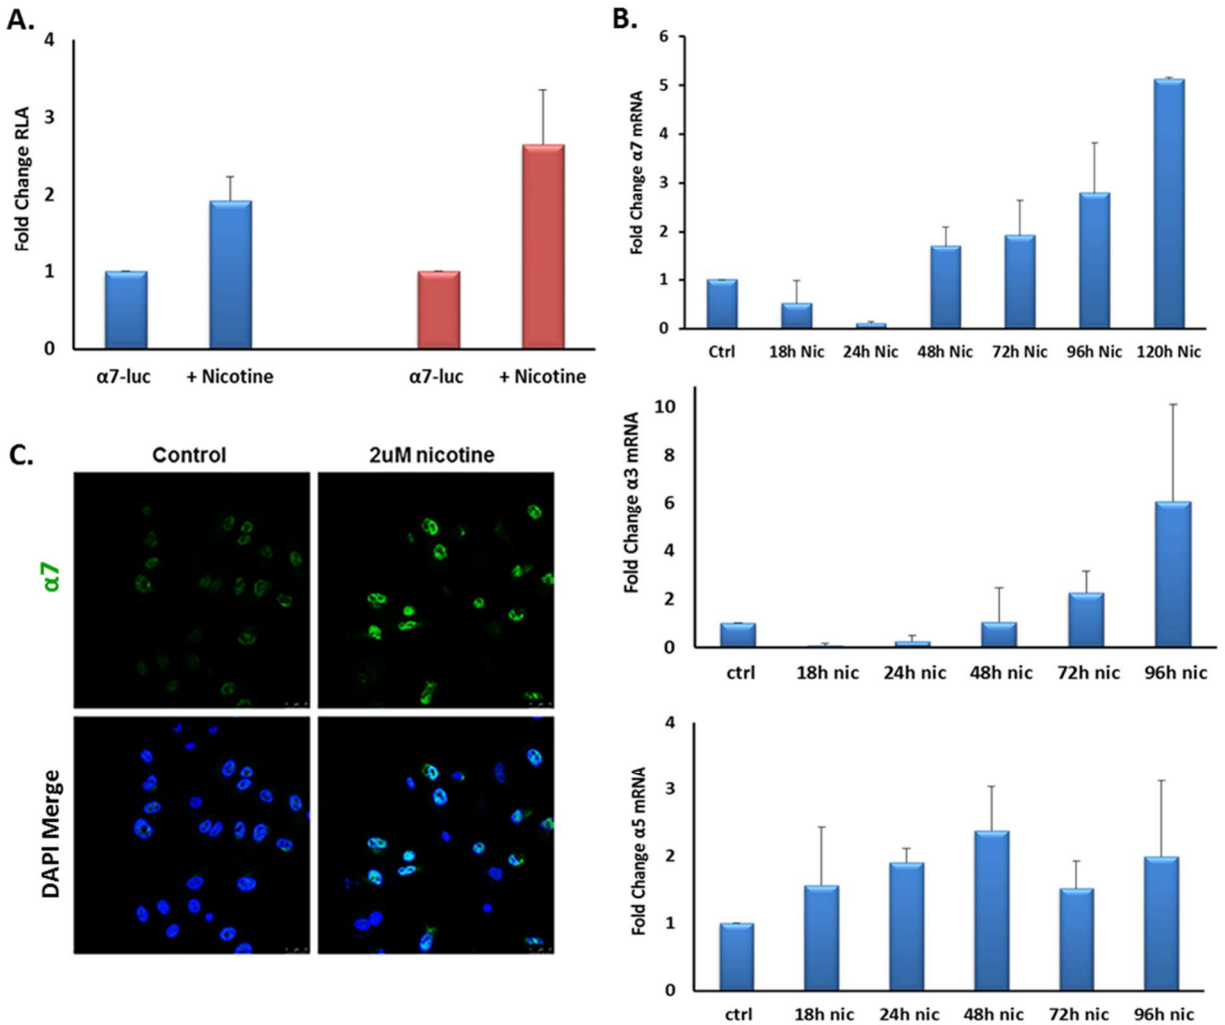 A.
Fold Change RLA
4
3
2
1
0
α7-luc + Nicotine α7-luc + Nicotine
B.
Fold Change α7 mRNA
6
5
4
3
2
1
0
Ctrl 18h Nic 24h Nic 48h Nic 72h Nic 96h Nic 120h Nic
Fold Change α3 mRNA
10
8
6
4
2
0
ctrl 18h nic 24h nic 48h nic 72h nic 96h nic
Fold Change α5 mRNA
4
3
2
1
0
ctrl 18h nic 24h nic 48h nic 72h nic 96h nic
C.
Control 2uM nicotine
α7
DAPI Merge